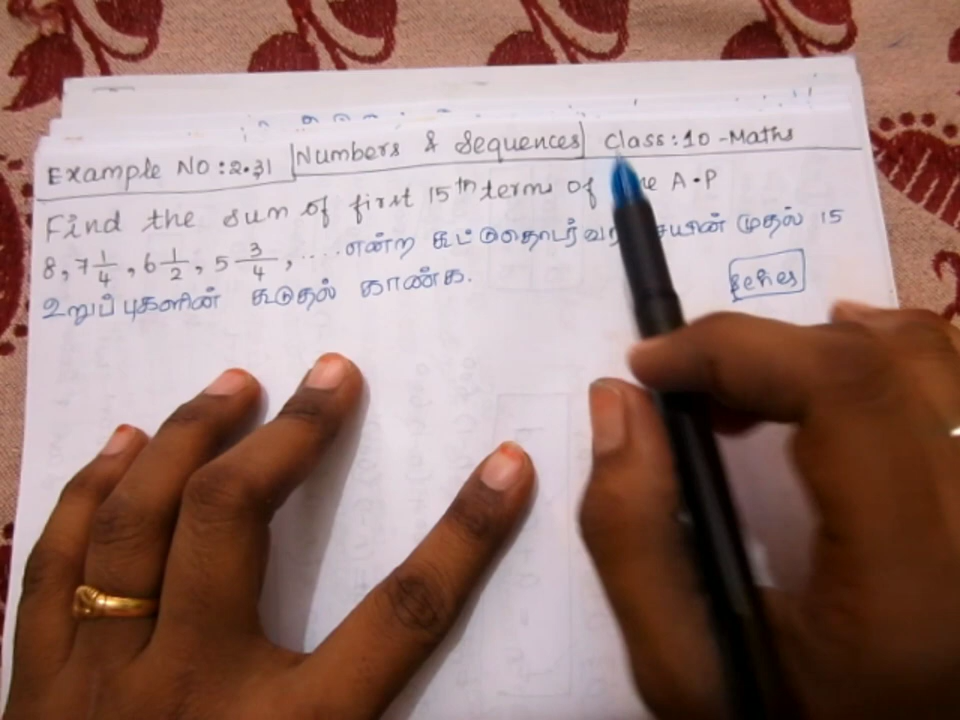 Example No : 2.31 Numbers & Sequences Class : 10 - Maths
Find the sum of first 15th terms of A.P
8, 7 1/4, 6 1/2, 5 3/4, .... என்ற கூட்டுத்தொடர் முதல் 15
உறுப்புகளின் கூடுதல் காண்க.
Series